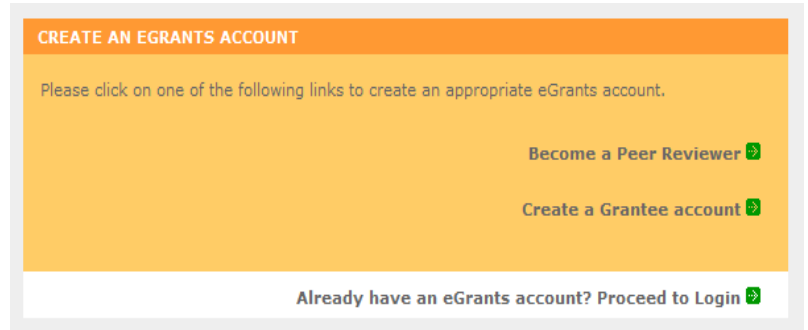 CREATE AN EGRANTS ACCOUNT
Please click on one of the following links to create an appropriate eGrants account.
Become a Peer Reviewer
Create a Grantee account
Already have an eGrants account? Proceed to Login